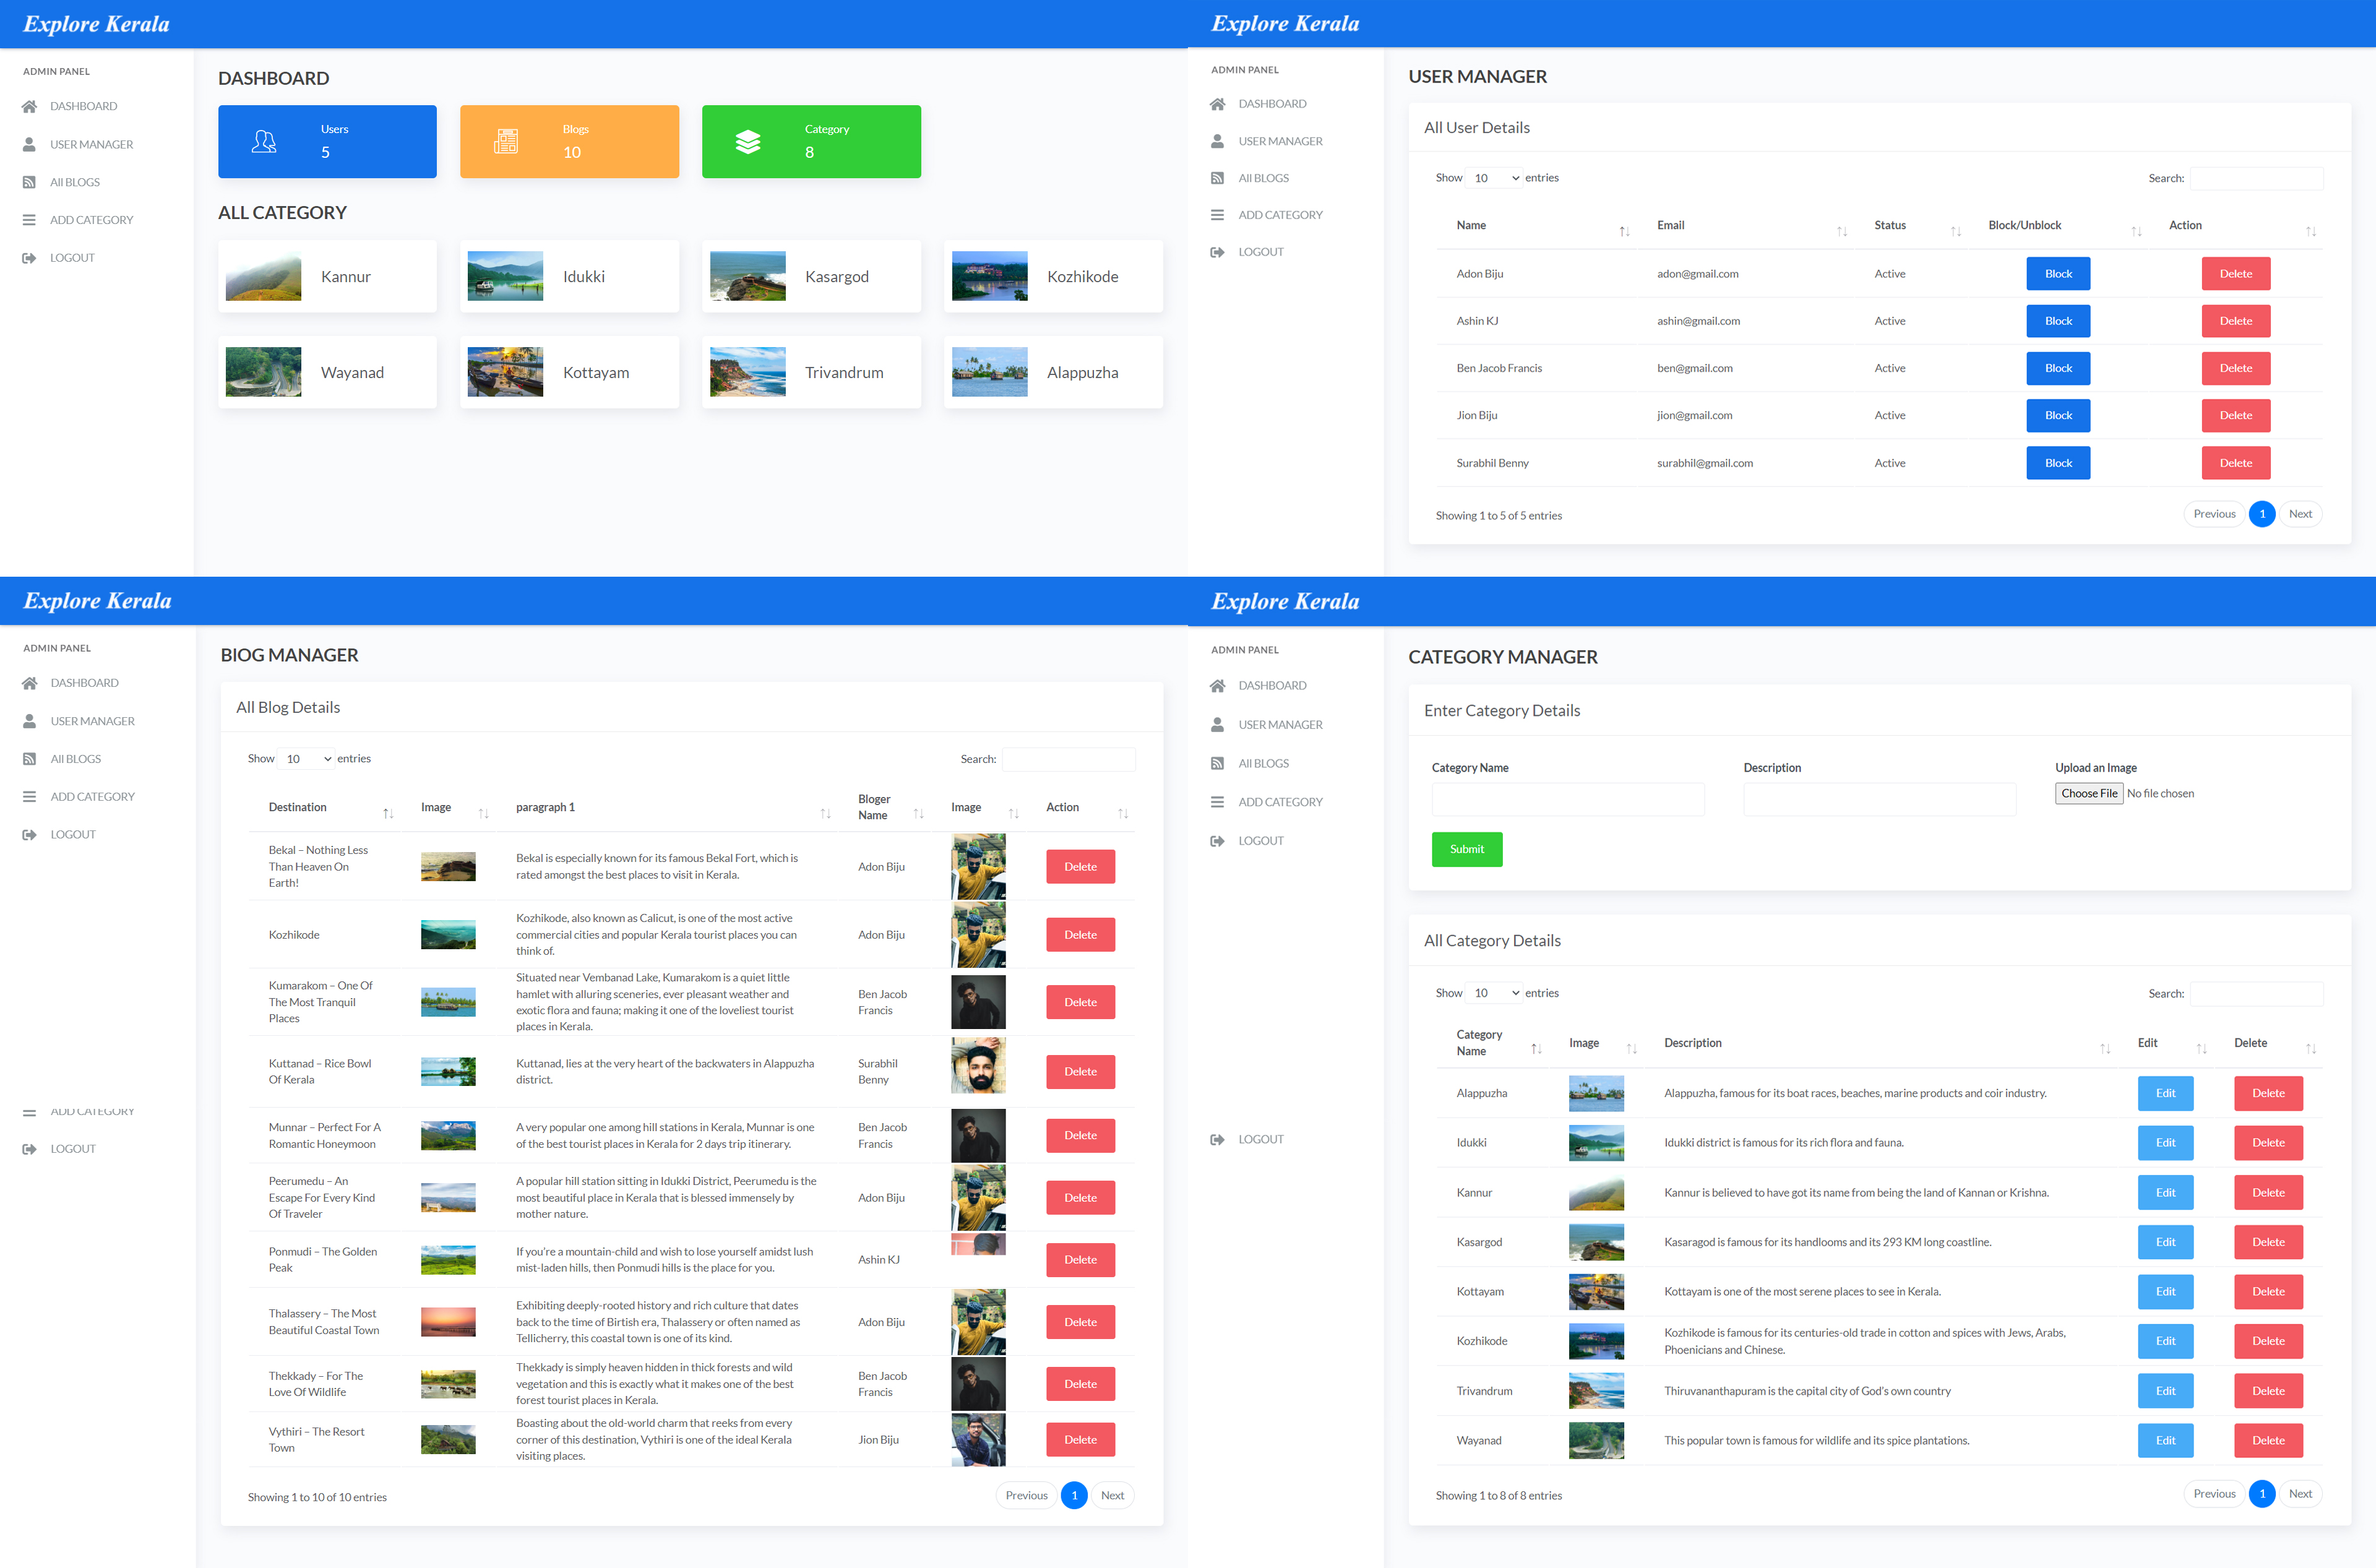 Explore Kerala
ADMIN PANEL
DASHBOARD
USER MANAGER
All BLOGS
ADD CATEGORY
LOGOUT
DASHBOARD
Users
5
Blogs
10
Category
8
ALL CATEGORY
Kannur
Idukki
Kasargod
Kozhikode
Wayanad
Kottayam
Trivandrum
Alappuzha
Explore Kerala
ADMIN PANEL
DASHBOARD
USER MANAGER
All BLOGS
ADD CATEGORY
LOGOUT
USER MANAGER
All User Details
Show 10 entries
Search:
Name Email Status Block/Unblock Action
Adon Biju adon@gmail.com Active Block Delete
Ashin KJ ashin@gmail.com Active Block Delete
Ben Jacob Francis ben@gmail.com Active Block Delete
Jion Biju jion@gmail.com Active Block Delete
Surabhil Benny surabhil@gmail.com Active Block Delete
Showing 1 to 5 of 5 entries
Previous 1 Next
Explore Kerala
ADMIN PANEL
DASHBOARD
USER MANAGER
All BLOGS
ADD CATEGORY
LOGOUT
ADD CATEGORY
LOGOUT
BlOG MANAGER
All Blog Details
Show 10 entries
Search:
Destination Image paragraph 1 Bloger
Name Image Action
Bekal – Nothing Less
Than Heaven On
Earth!
Bekal is especially known for its famous Bekal Fort, which is
rated amongst the best places to visit in Kerala.
Adon Biju
Delete
Kozhikode
Kozhikode, also known as Calicut, is one of the most active
commercial cities and popular Kerala tourist places you can
think of.
Adon Biju
Delete
Kumarakom – One Of
The Most Tranquil
Places
Situated near Vembanad Lake, Kumarakom is a quiet little
hamlet with alluring sceneries, ever pleasant weather and
exotic flora and fauna; making it one of the loveliest tourist
places in Kerala.
Ben Jacob
Francis
Delete
Kuttanad – Rice Bowl
Of Kerala
Kuttanad, lies at the very heart of the backwaters in Alappuzha
district.
Surabhil
Benny
Delete
Munnar – Perfect For A
Romantic Honeymoon
A very popular one among hill stations in Kerala, Munnar is one
of the best tourist places in Kerala for 2 days trip itinerary.
Ben Jacob
Francis
Delete
Peerumedu – An
Escape For Every Kind
Of Traveler
A popular hill station sitting in Idukki District, Peerumedu is the
most beautiful place in Kerala that is blessed immensely by
mother nature.
Adon Biju
Delete
Ponmudi – The Golden
Peak
If you're a mountain-child and wish to lose yourself amidst lush
mist-laden hills, then Ponmudi hills is the place for you.
Ashin KJ
Delete
Thalassery – The Most
Beautiful Coastal Town
Exhibiting deeply-rooted history and rich culture that dates
back to the time of Birtish era, Thalassery or often named as
Tellicherry, this coastal town is one of its kind.
Adon Biju
Delete
Thekkady – For The
Love Of Wildlife
Thekkady is simply heaven hidden in thick forests and wild
vegetation and this is exactly what it makes one of the best
forest tourist places in Kerala.
Ben Jacob
Francis
Delete
Vythiri – The Resort
Town
Boasting about the old-world charm that reeks from every
corner of this destination, Vythiri is one of the ideal Kerala
visiting places.
Jion Biju
Delete
Showing 1 to 10 of 10 entries
Previous 1 Next
Explore Kerala
ADMIN PANEL
DASHBOARD
USER MANAGER
All BLOGS
ADD CATEGORY
LOGOUT
LOGOUT
CATEGORY MANAGER
Enter Category Details
Category Name
Description
Upload an Image
Choose File No file chosen
Submit
All Category Details
Show 10 entries
Search:
Category
Name Image Description Edit Delete
Alappuzha Alappuzha, famous for its boat races, beaches, marine products and coir industry. Edit Delete
Idukki Idukki district is famous for its rich flora and fauna. Edit Delete
Kannur Kannur is believed to have got its name from being the land of Kannan or Krishna. Edit Delete
Kasargod Kasaragod is famous for its handlooms and its 293 KM long coastline. Edit Delete
Kottayam Kottayam is one of the most serene places to see in Kerala. Edit Delete
Kozhikode Kozhikode is famous for its centuries-old trade in cotton and spices with Jews, Arabs,
Phoenicians and Chinese. Edit Delete
Trivandrum Thiruvananthapuram is the capital city of God's own country Edit Delete
Wayanad This popular town is famous for wildlife and its spice plantations. Edit Delete
Showing 1 to 8 of 8 entries
Previous 1 Next